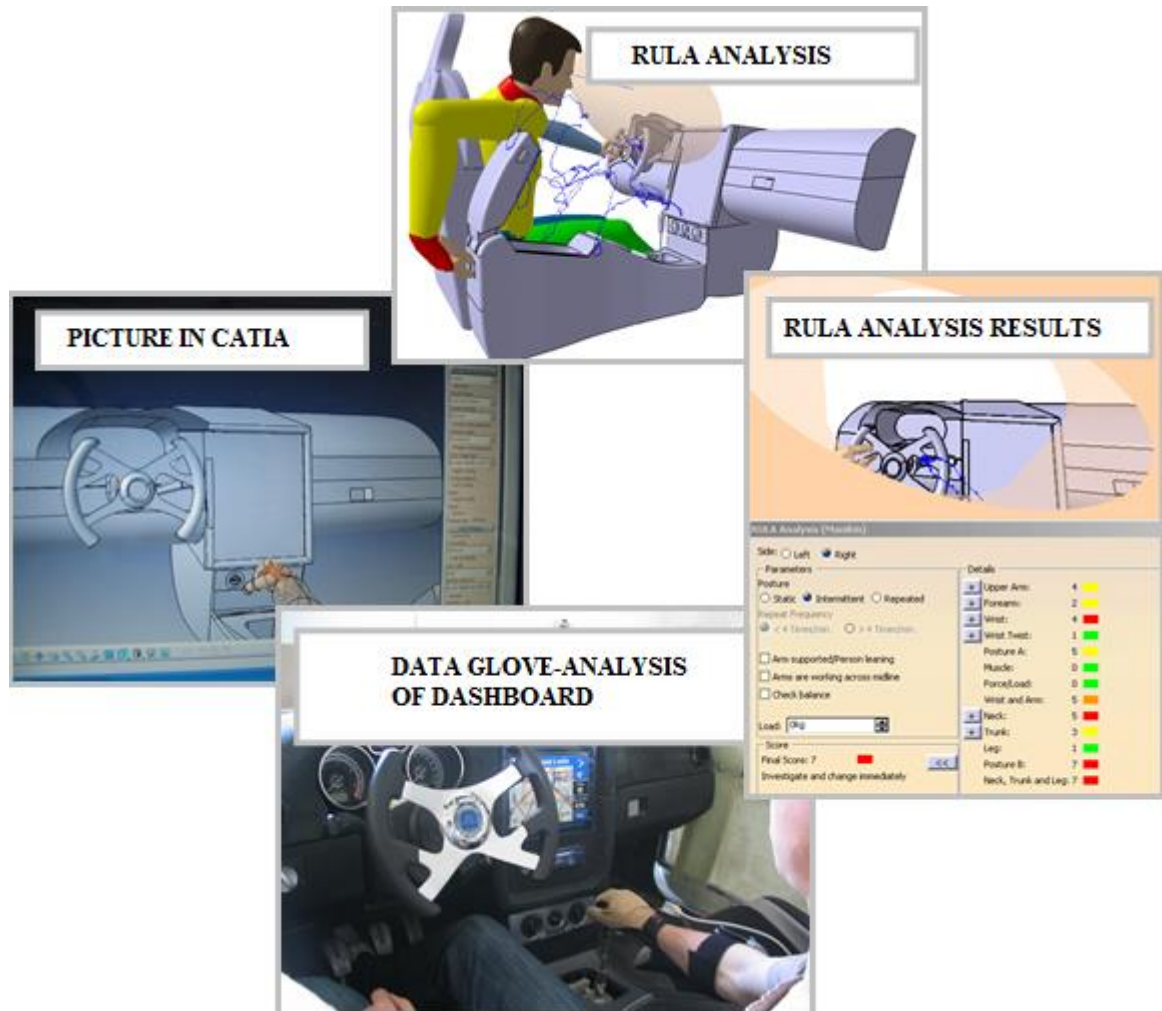 RULA ANALYSIS
PICTURE IN CATIA
RULA ANALYSIS RESULTS
RULA Analysis (Manikin)
Side: Left Right
Parameters
Posture
Static Intermittent Repeated
Repeat Frequency
< 4 Times/min. > 4 Times/min.
Arm supported/Person leaning
Arms are working across midline
Check balance
Load: 0kg
Score
Final Score: 7
<<
Investigate and change immediately
Details
+ Upper Arm: 4
+ Forearm: 2
+ Wrist: 4
+ Wrist Twist: 1
Posture A: 5
Muscle: 0
Force/Load: 0
Wrist and Arm: 5
+ Neck: 5
+ Trunk: 3
Leg: 1
Posture B: 7
Neck, Trunk and Leg: 7
DATA GLOVE-ANALYSIS
OF DASHBOARD